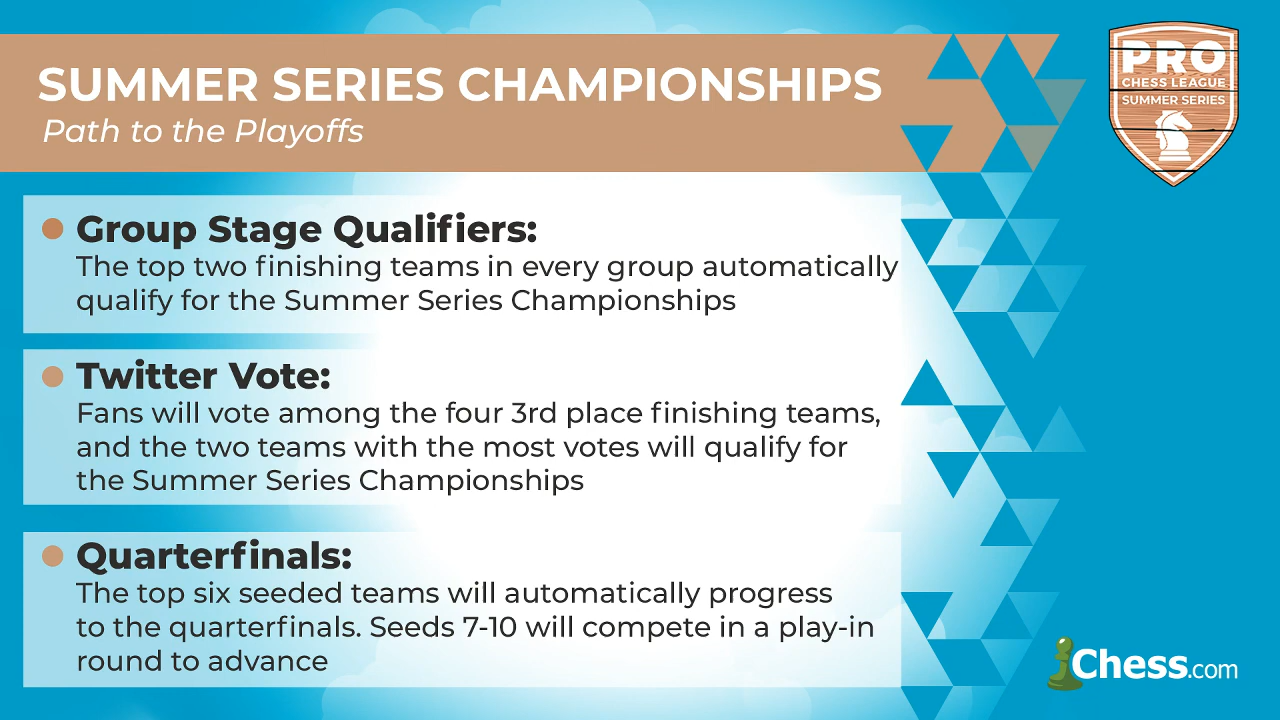 SUMMER SERIES CHAMPIONSHIPS
Path to the Playoffs
PRO
CHESS LEAGUE
SUMMER SERIES
Group Stage Qualifiers:
The top two finishing teams in every group automatically
qualify for the Summer Series Championships
Twitter Vote:
Fans will vote among the four 3rd place finishing teams,
and the two teams with the most votes will qualify for
the Summer Series Championships
Quarterfinals:
The top six seeded teams will automatically progress
to the quarterfinals. Seeds 7-10 will compete in a play-in
round to advance
Chess.com